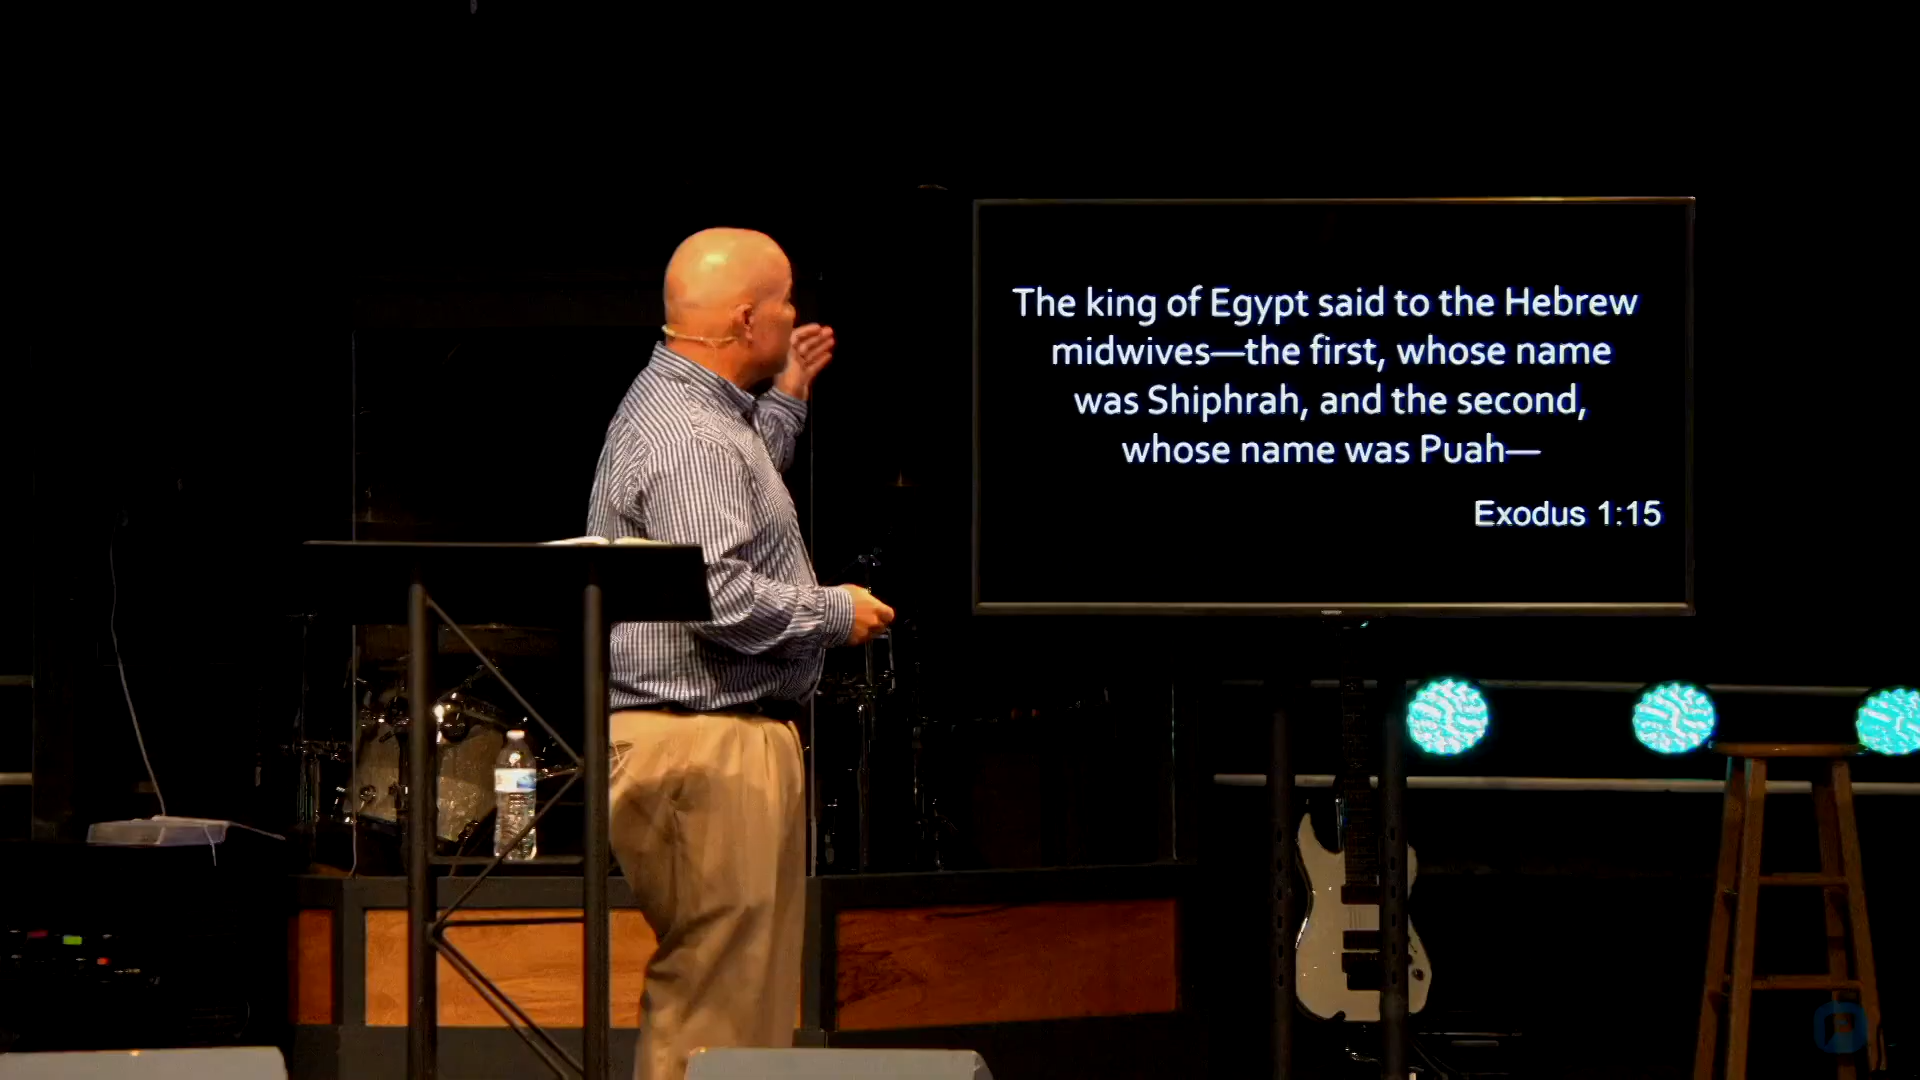 The king of Egypt said to the Hebrew
midwives—the first, whose name
was Shiphrah, and the second,
whose name was Puah—
Exodus 1:15